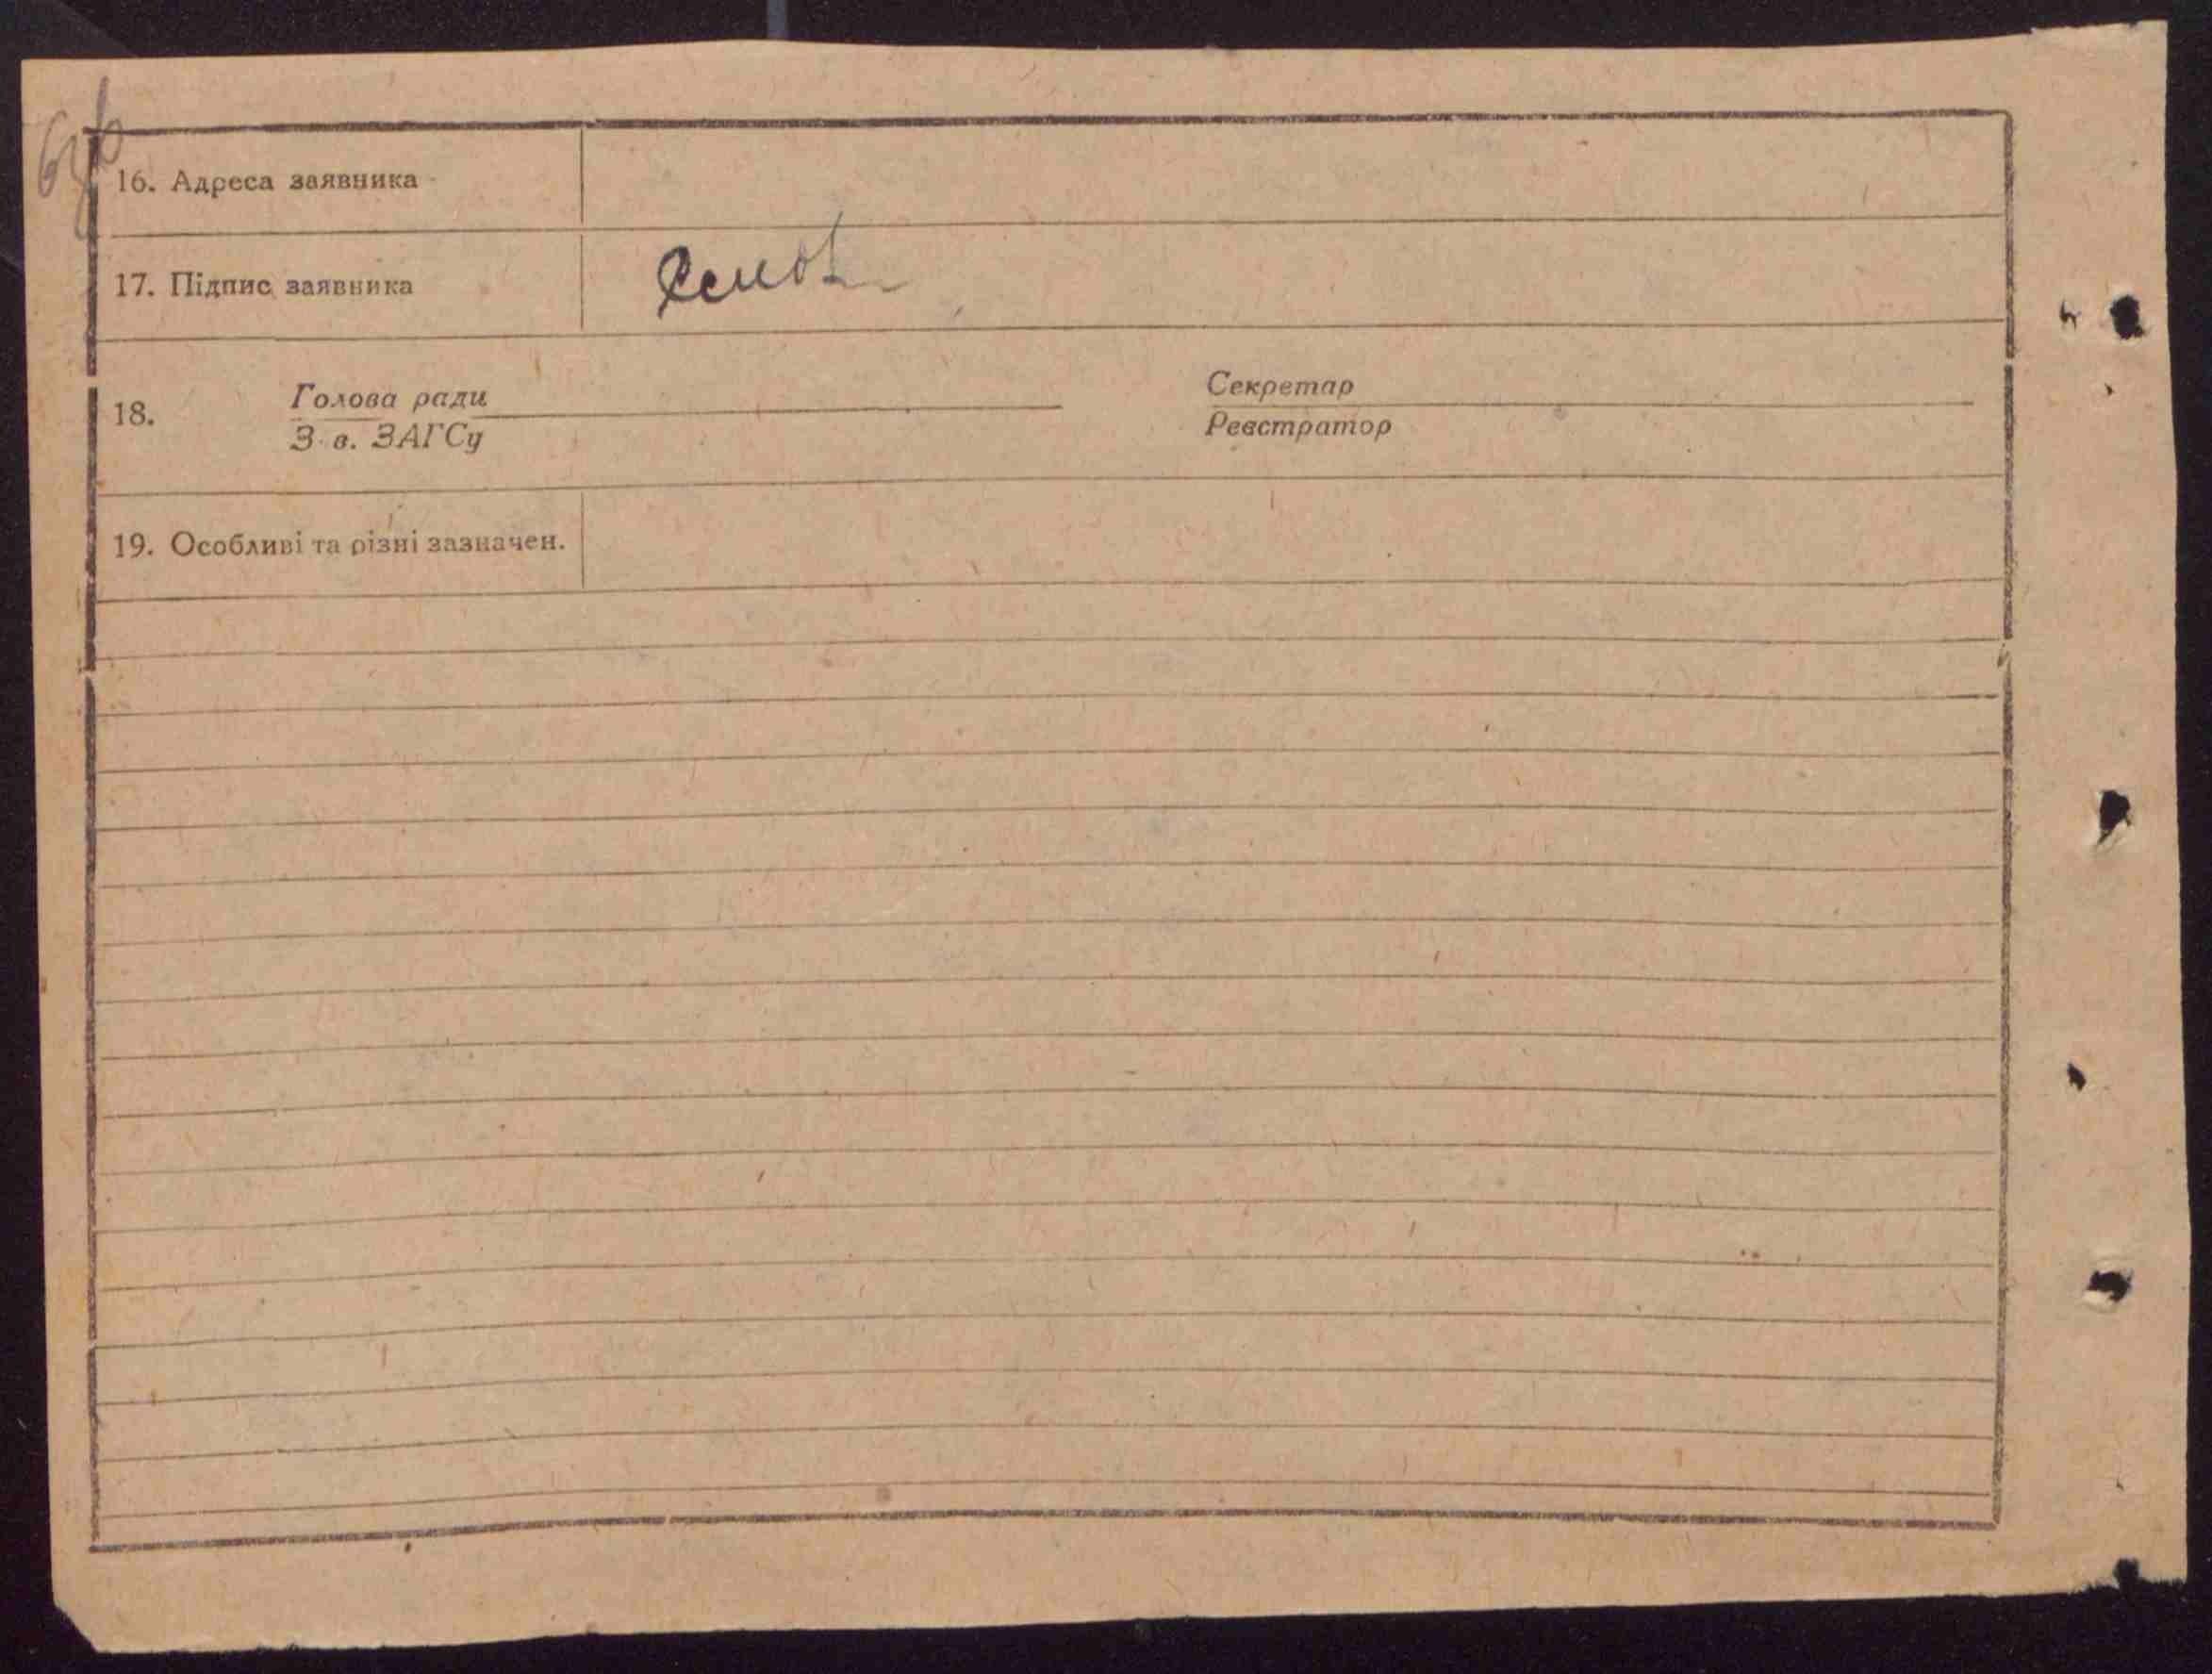 16. Адреса заявника
17. Підпис заявника
18. Голова ради
З в. ЗАГСу
Секретар
Реєстратор
19. Особливі та різні зазначен.